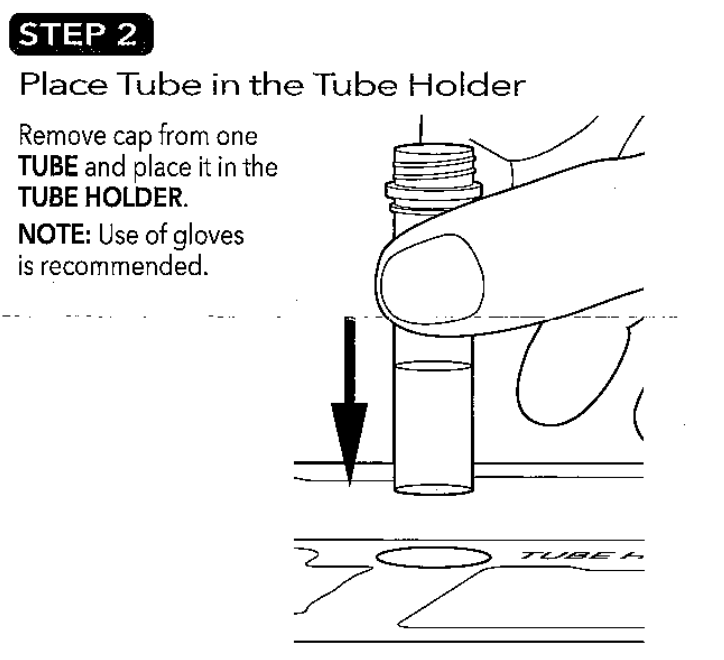 STEP 2
Place Tube in the Tube Holder
Remove cap from one
TUBE and place it in the
TUBE HOLDER.
NOTE: Use of gloves
is recommended.
TUBE H